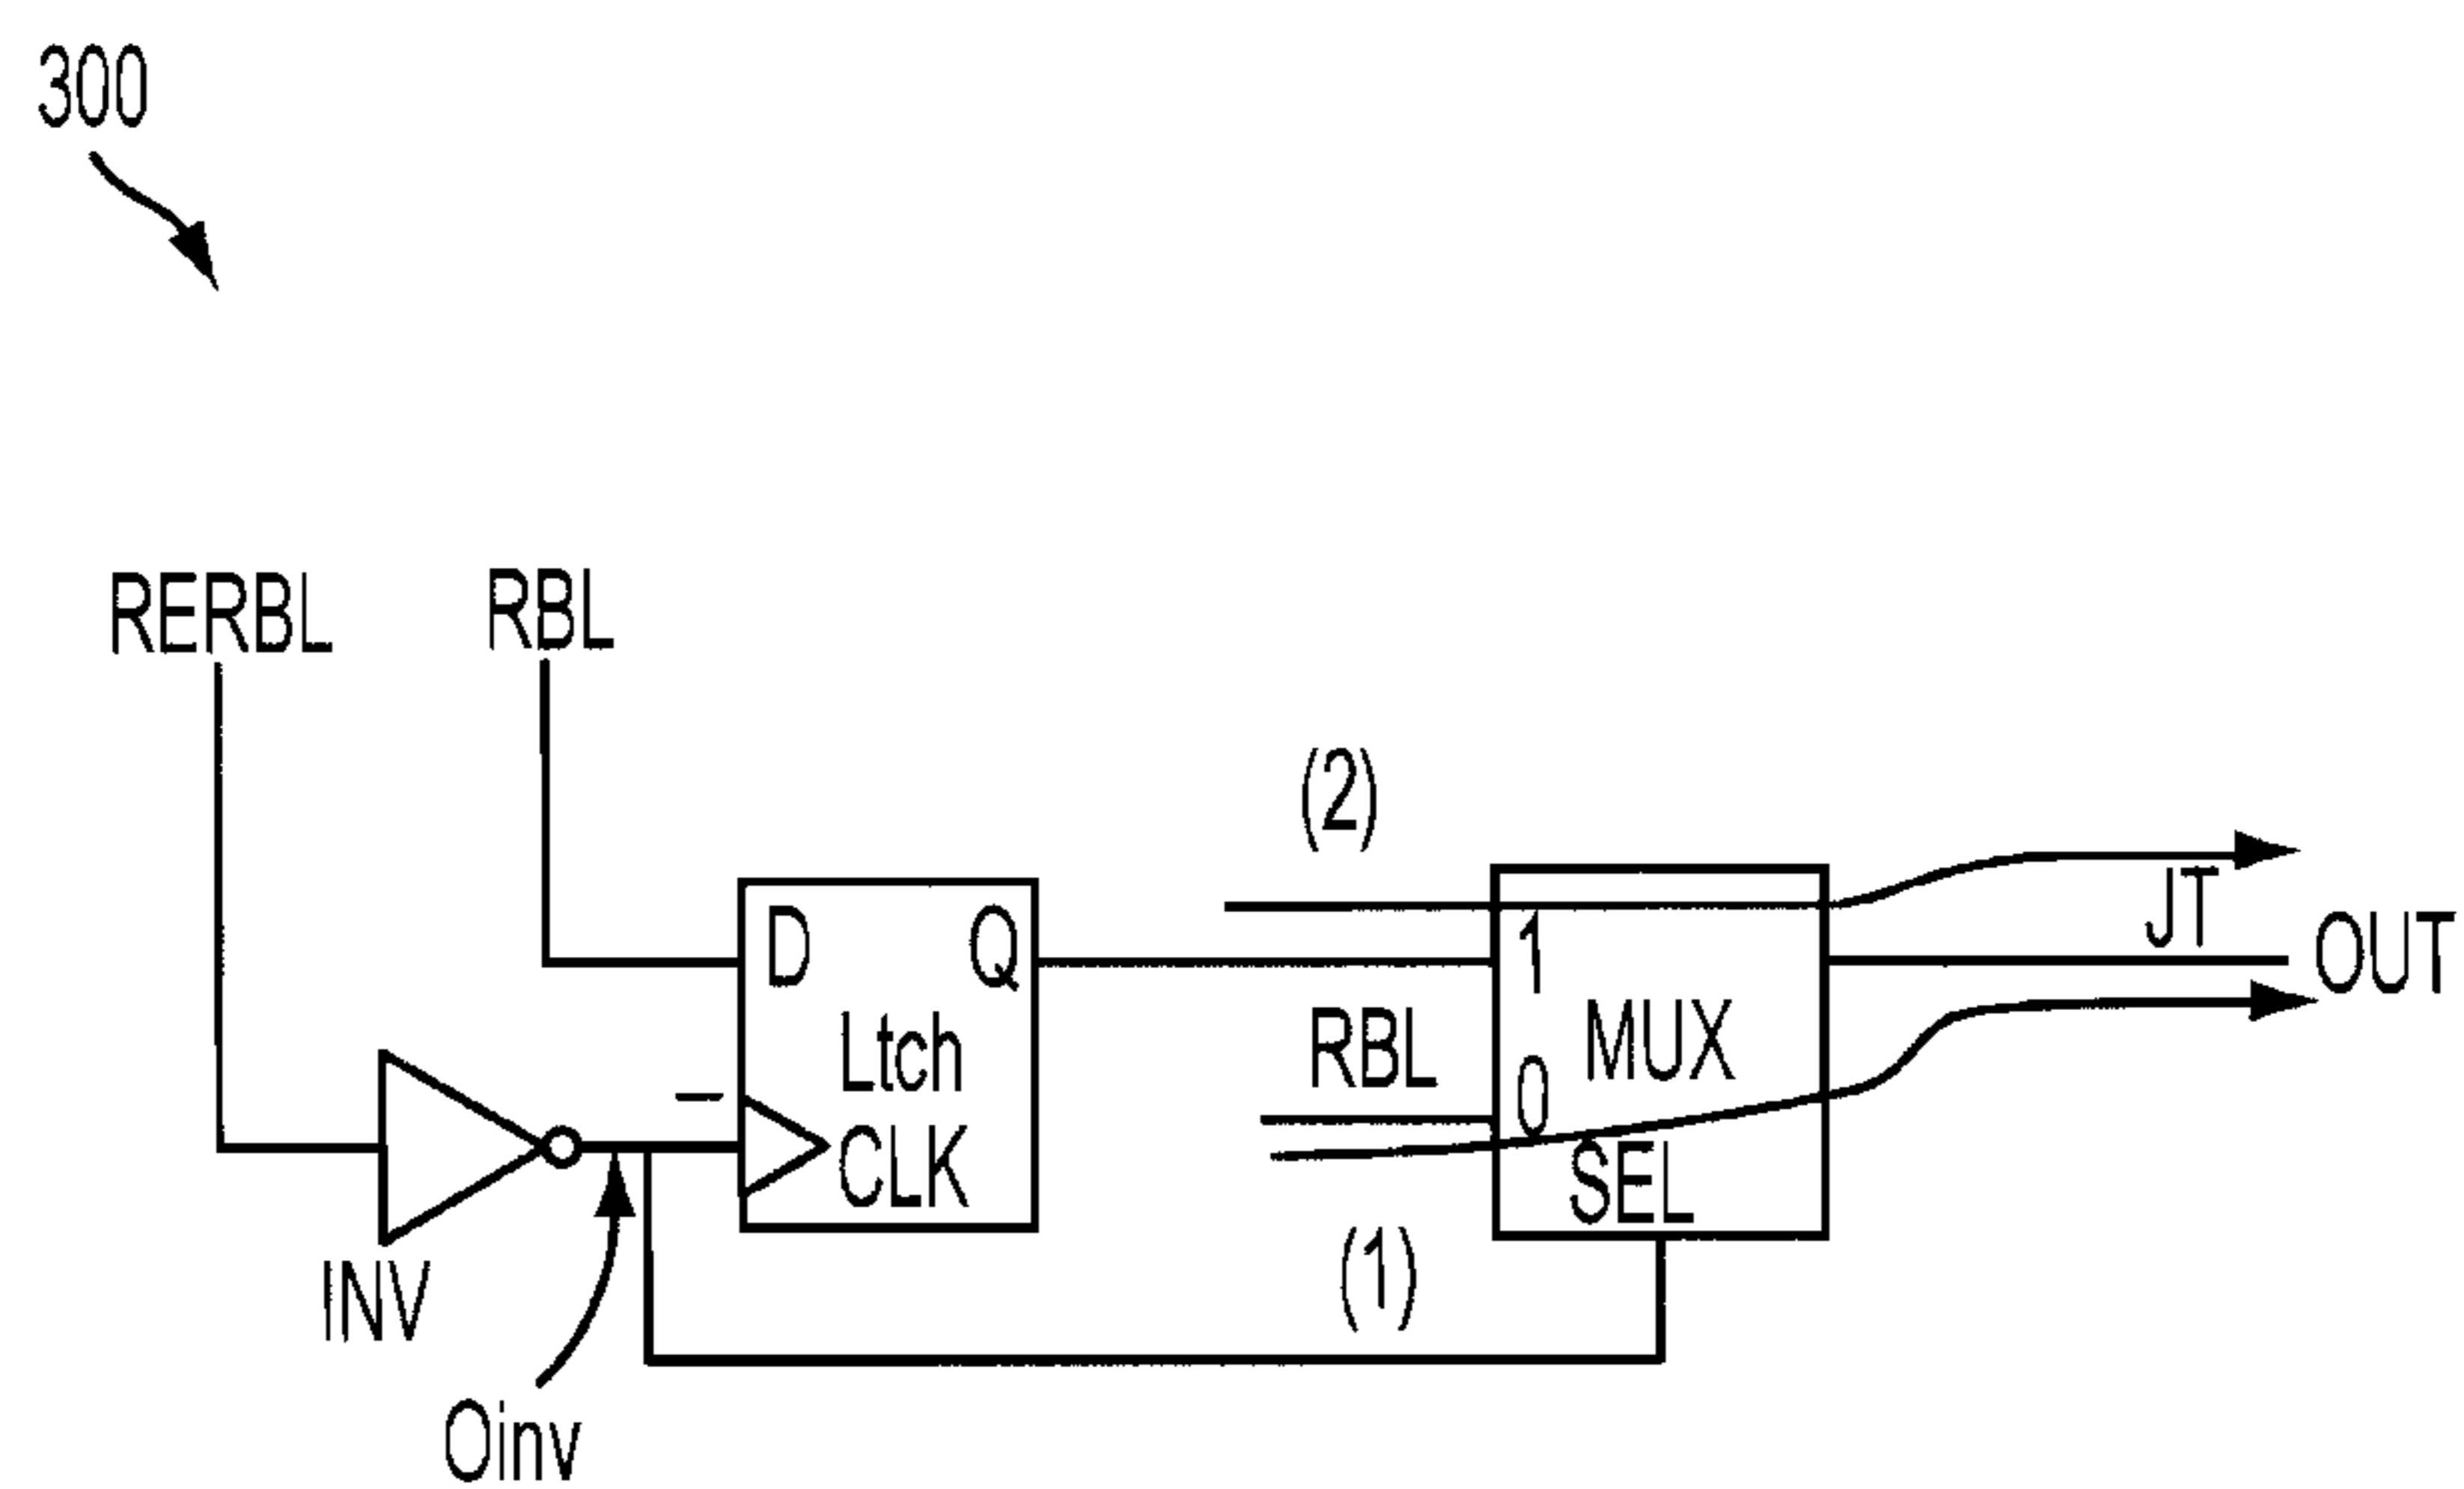 300
RERBL
RBL
(2)
D
Q
1
JT
OUT
Ltch
RBL
MUX
0
–
CLK
SEL
INV
(1)
Oinv